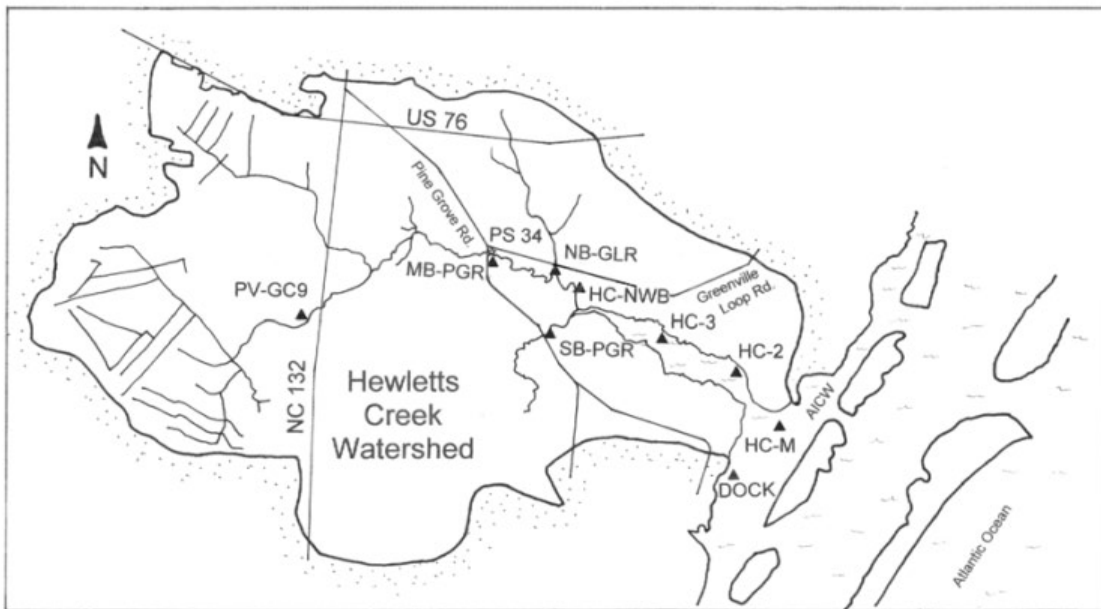 US 76
N
Pine Grove Rd.
PS 34
NB-GLR
MB-PGR
PV-GC9
HC-NWB
Greenville
Loop Rd.
HC-3
SB-PGR
HC-2
NC 132
Hewletts
Creek
Watershed
AICW
HC-M
DOCK
Atlantic Ocean